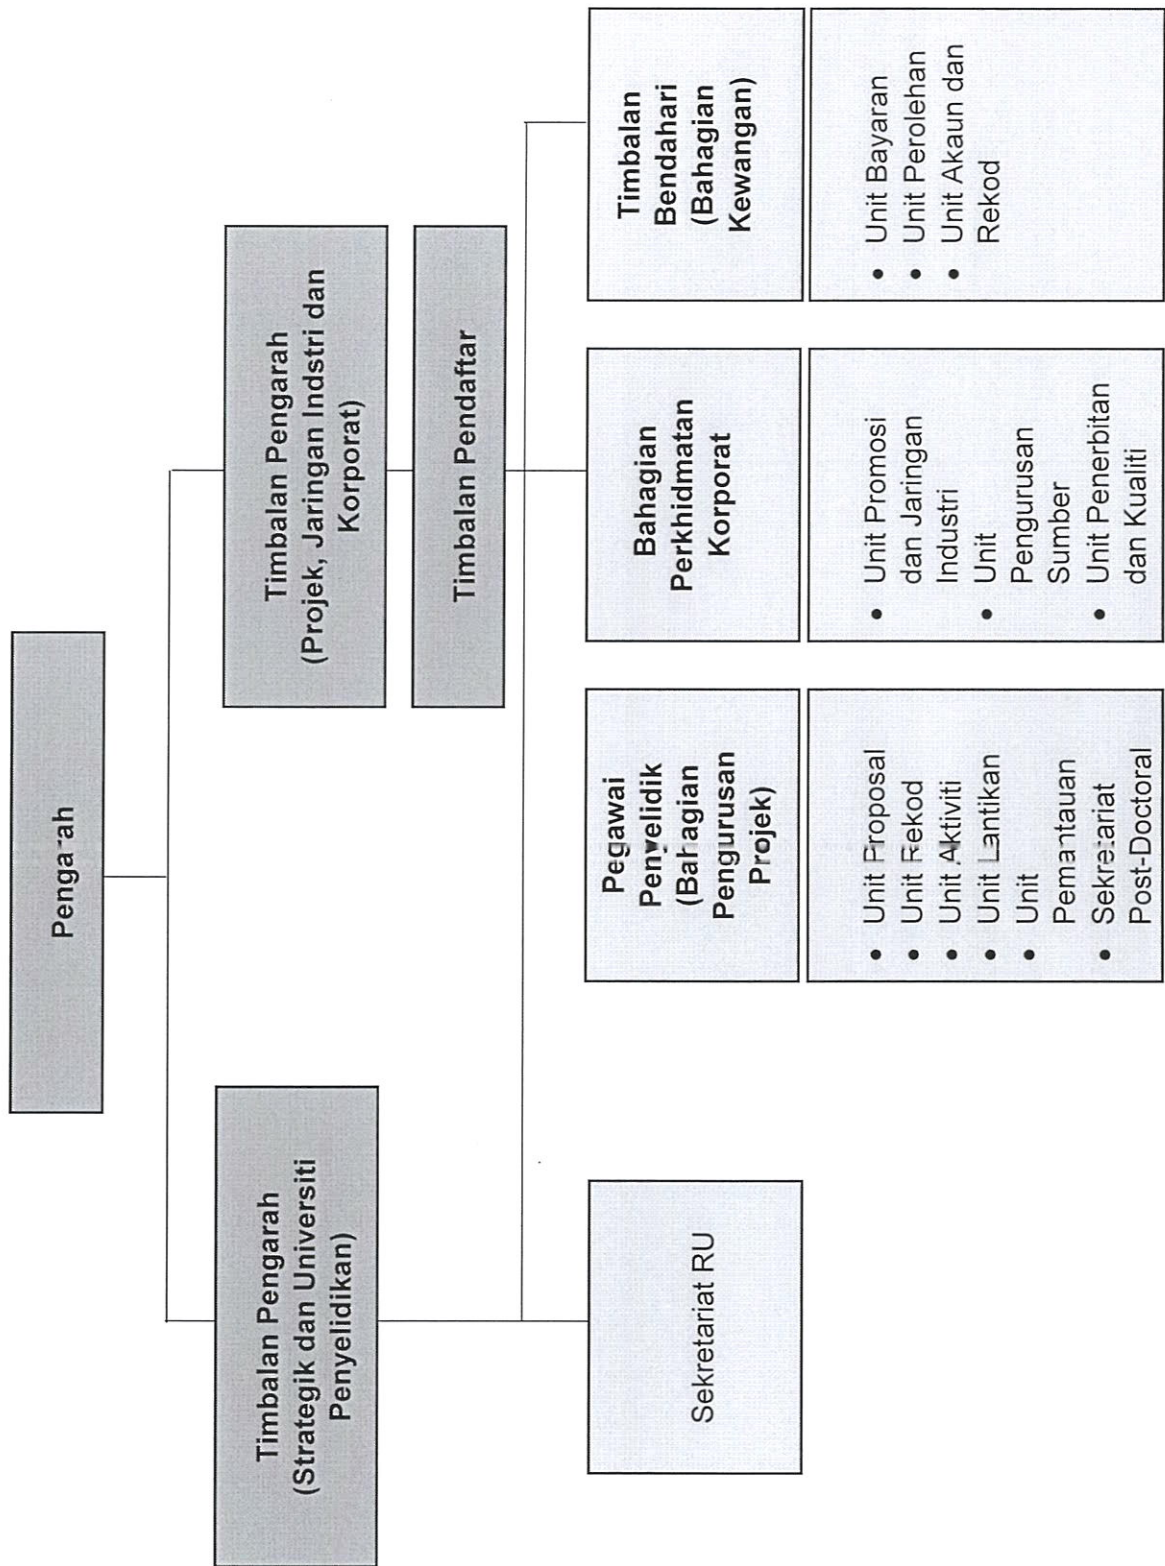 Pengarah
Timbalan Pengarah
(Strategik dan Universiti
Penyelidikan)
Timbalan Pengarah
(Projek, Jaringan Indstri dan
Korporat)
Timbalan Pendaftar
Sekretariat RU
Pegawai
Penyelidik
(Bahagian
Pengurusan
Projek)
• Unit Proposal
• Unit Rekod
• Unit Aktiviti
• Unit Lantikan
• Unit
Pemantauan
• Sekretariat
Post-Doctoral
Bahagian
Perkhidmatan
Korporat
• Unit Promosi
dan Jaringan
Industri
• Unit
Pengurusan
Sumber
• Unit Penerbitan
dan Kualiti
Timbalan
Bendahari
(Bahagian
Kewangan)
• Unit Bayaran
• Unit Perolehan
• Unit Akaun dan
Rekod